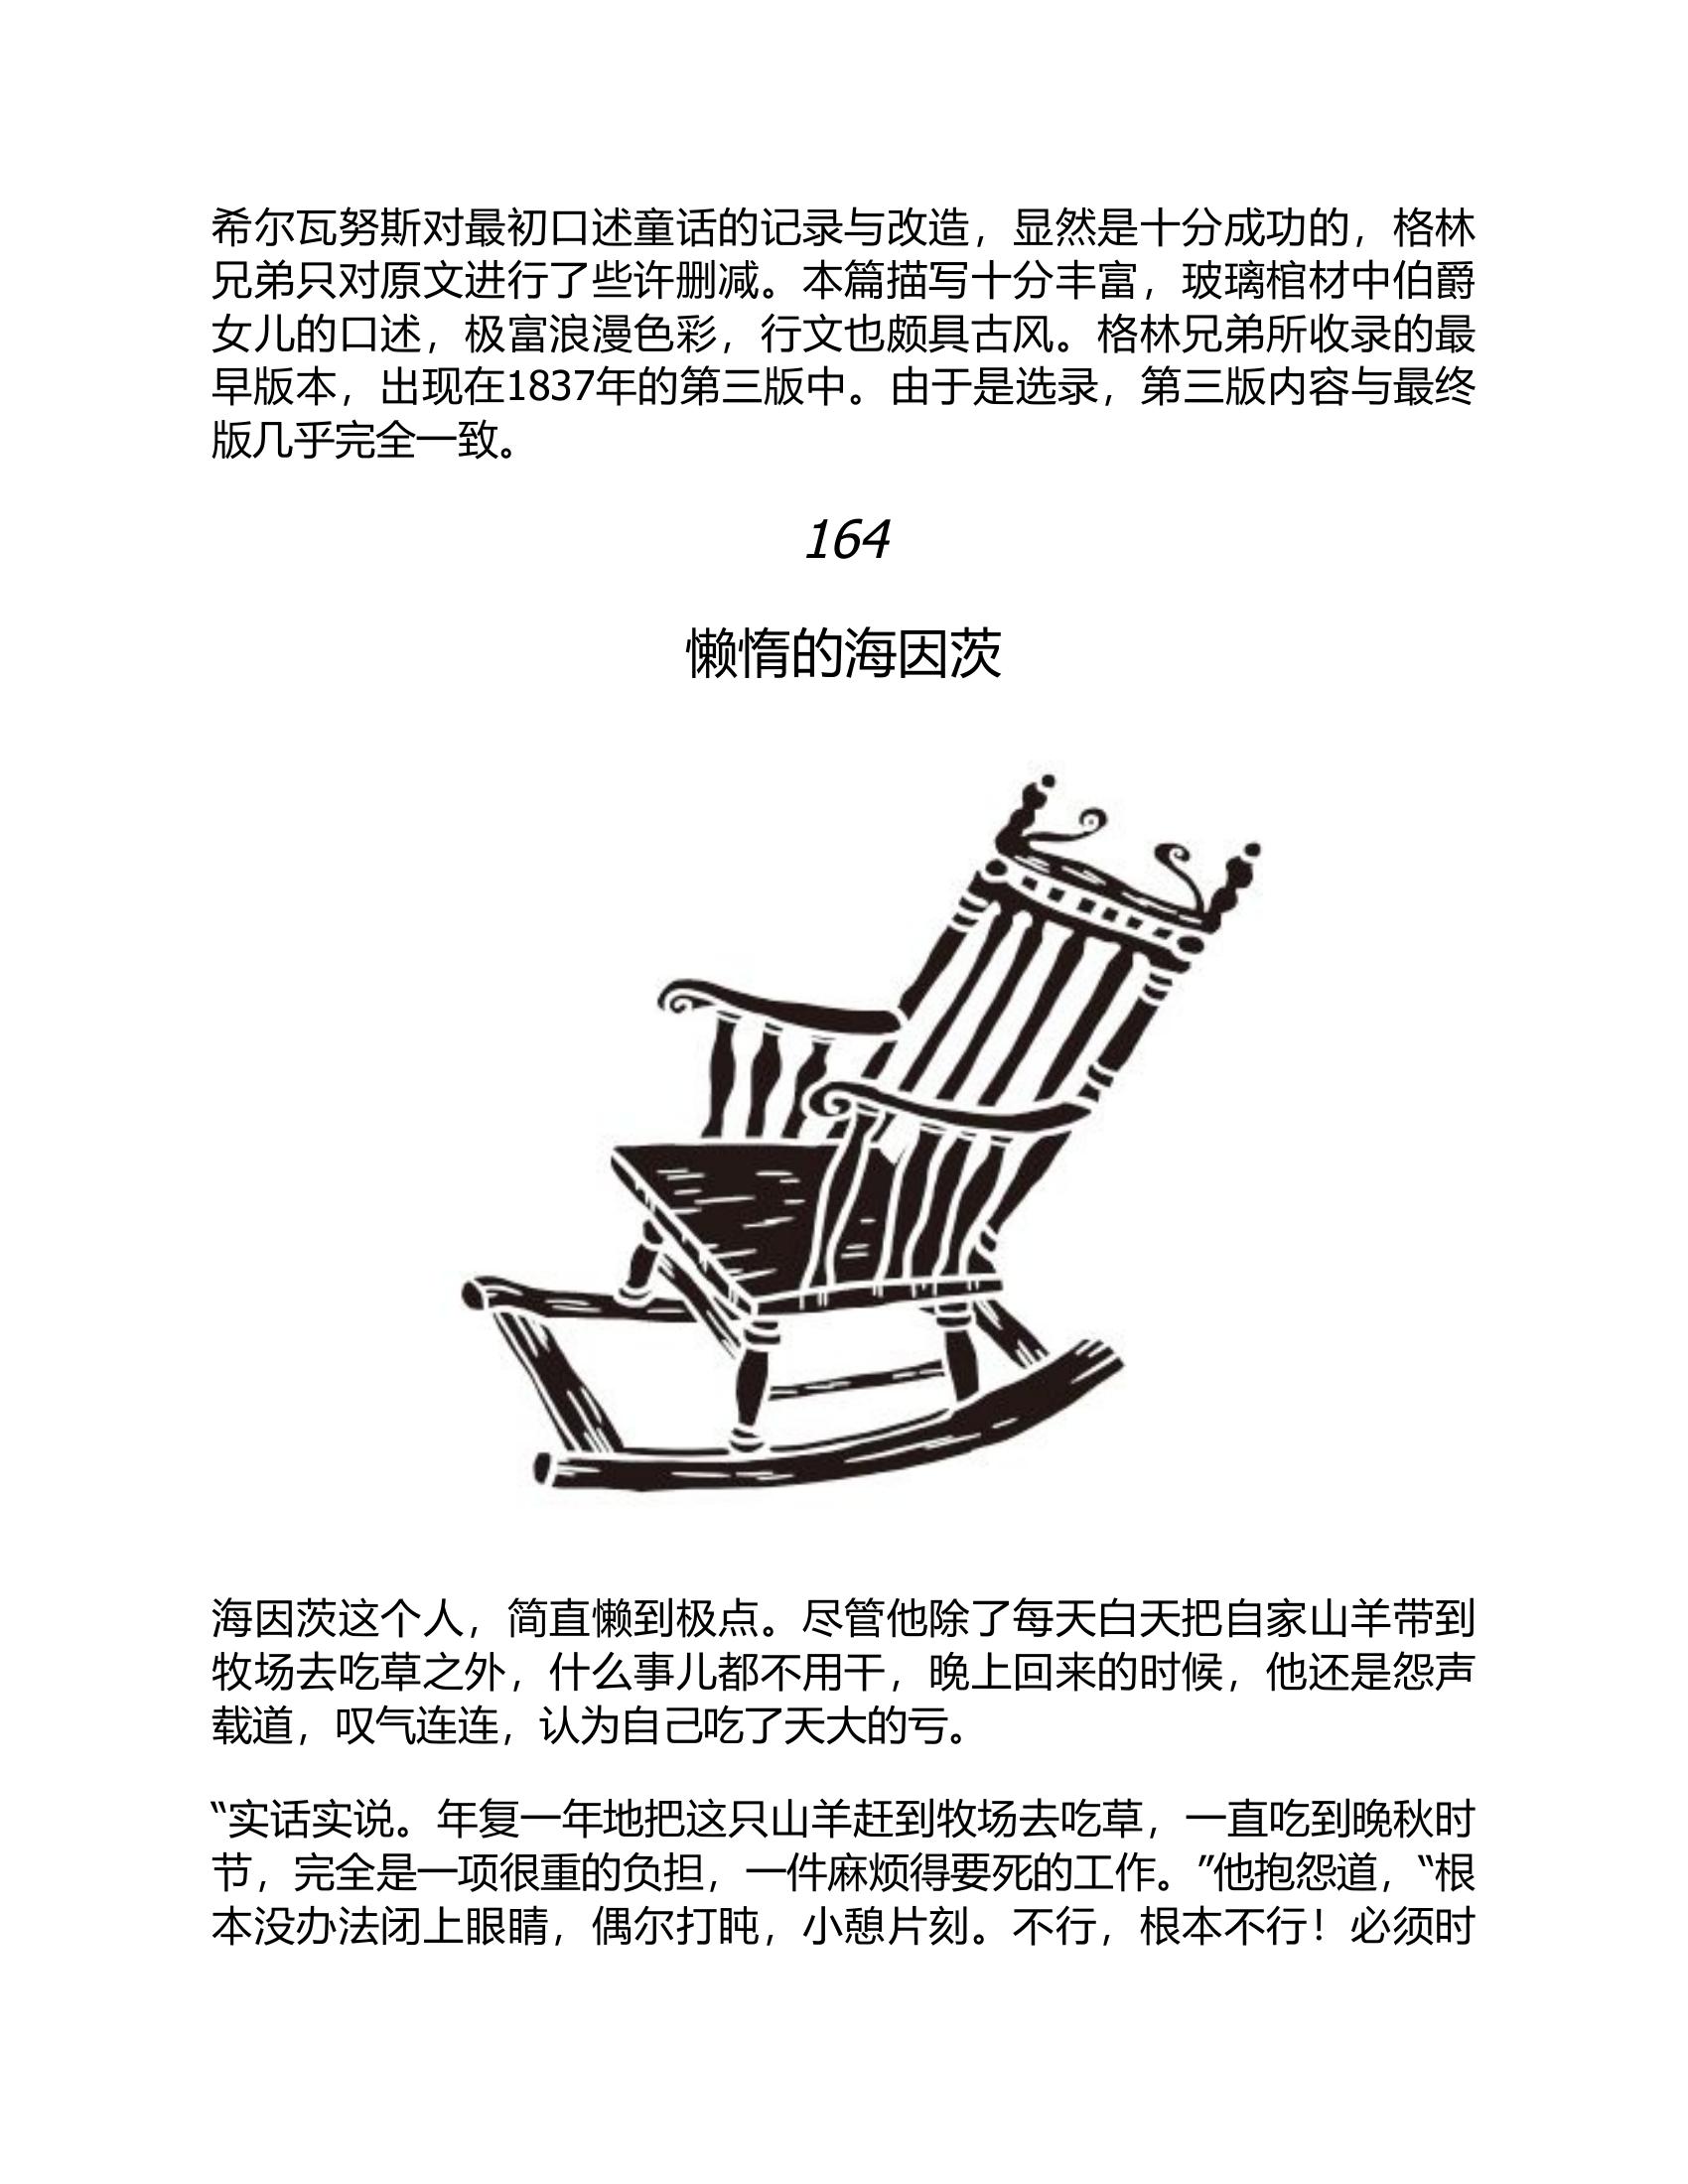 希尔瓦努斯对最初口述童话的记录与改造，显然是十分成功的，格林
兄弟只对原文进行了些许删减。本篇描写十分丰富，玻璃棺材中伯爵
女儿的口述，极富浪漫色彩，行文也颇具古风。格林兄弟所收录的最
早版本，出现在1837年的第三版中。由于是选录，第三版内容与最终
版几乎完全一致。
164
懒惰的海因茨
海因茨这个人，简直懒到极点。尽管他除了每天白天把自家山羊带到
牧场去吃草之外，什么事儿都不用干，晚上回来的时候，他还是怨声
载道，叹气连连，认为自己吃了天大的亏。
“实话实说。年复一年地把这只山羊赶到牧场去吃草，一直吃到晚秋时
节，完全是一项很重的负担，一件麻烦得要死的工作。”他抱怨道，“根
本没办法闭上眼睛，偶尔打盹，小憩片刻。不行，根本不行！必须时